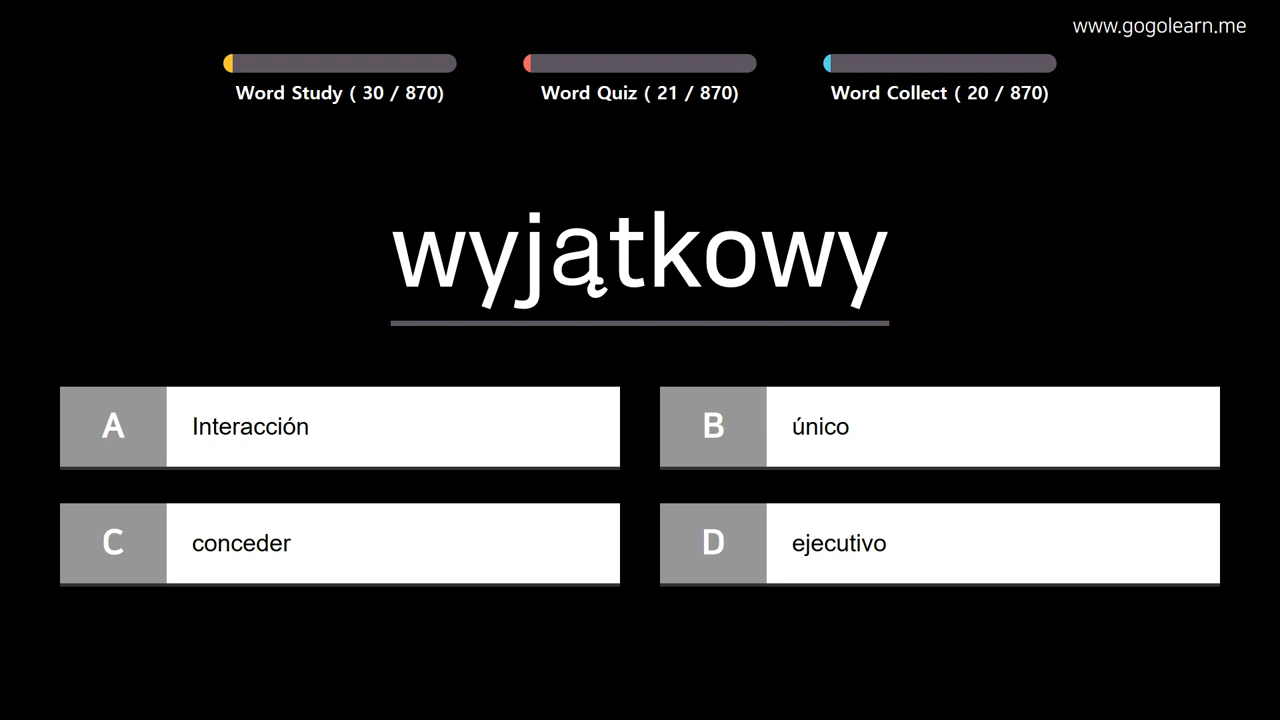 www.gogolearn.me
Word Study ( 30 / 870)
Word Quiz ( 21 / 870)
Word Collect ( 20 / 870)
wyjątkowy
A Interacción
B único
C conceder
D ejecutivo